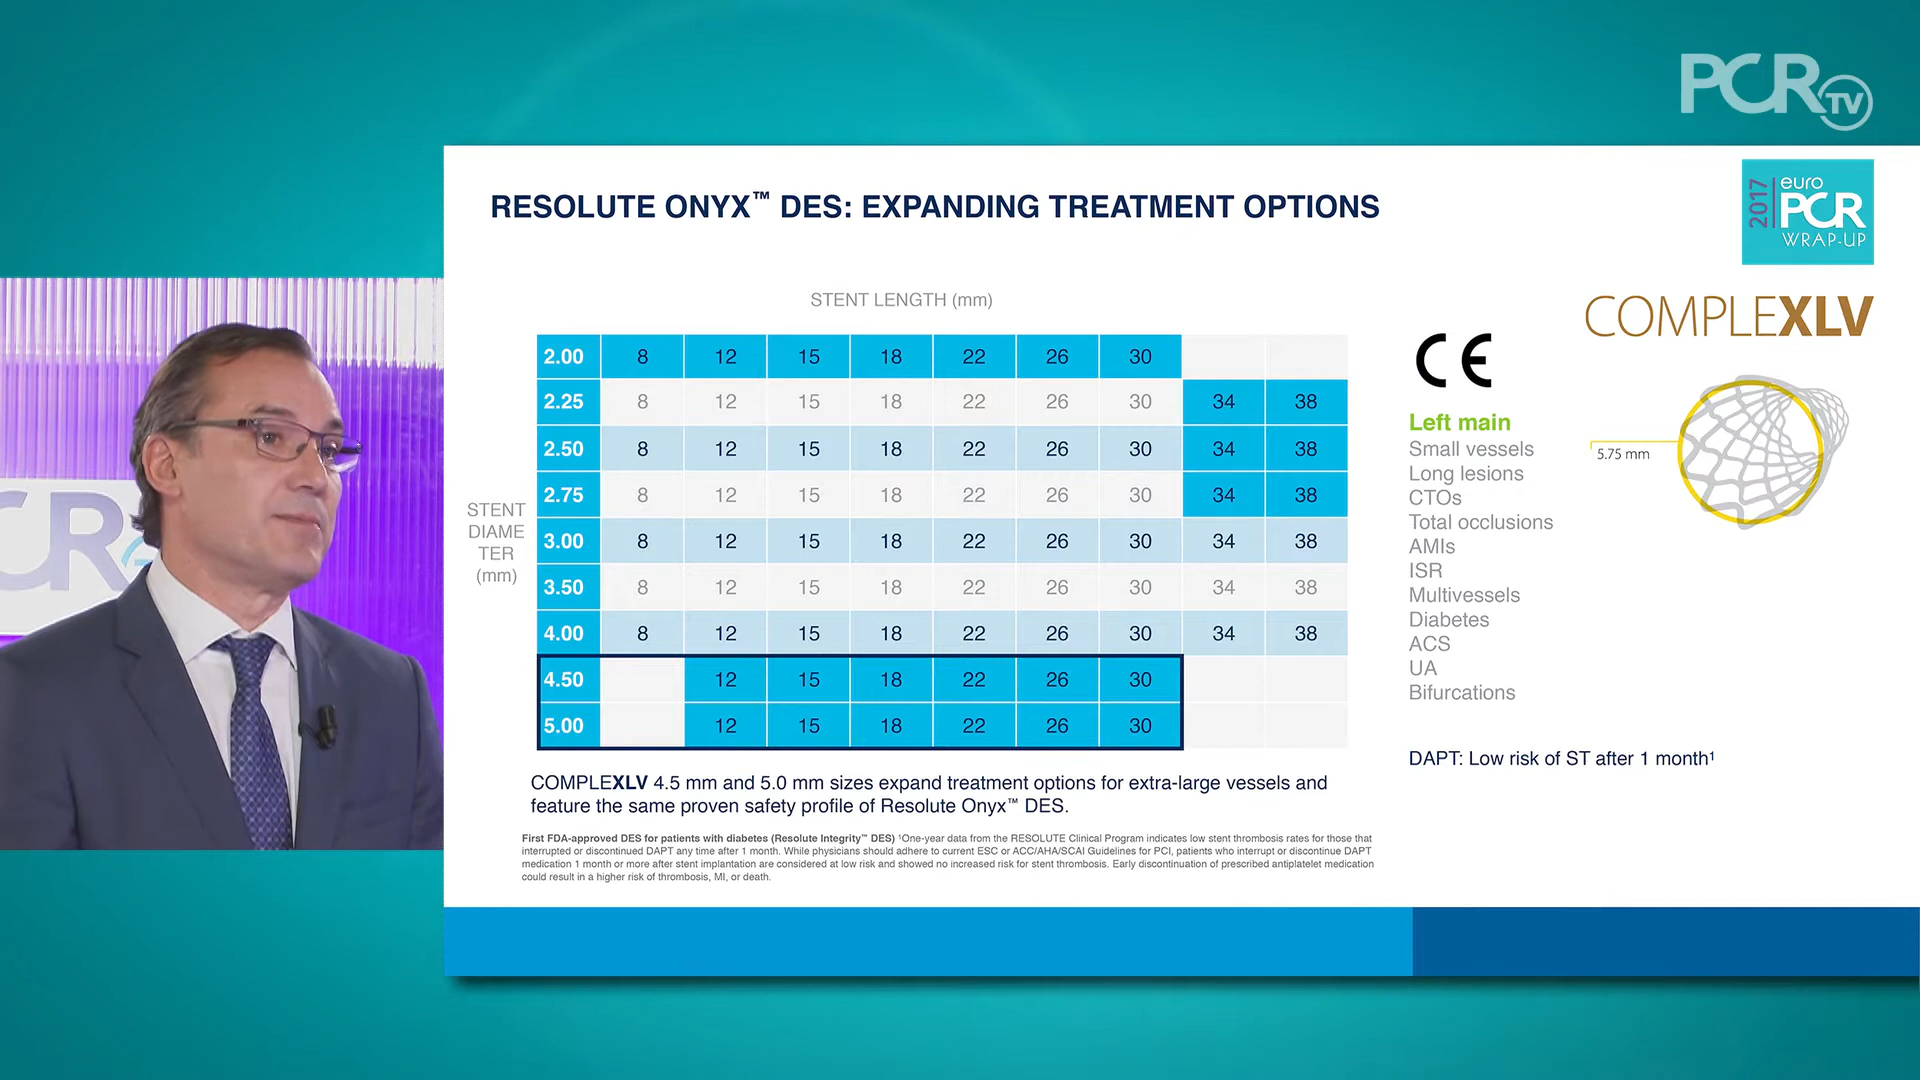 PCR TV
2017 euro
PCR
WRAP-UP
RESOLUTE ONYX™ DES: EXPANDING TREATMENT OPTIONS
STENT LENGTH (mm)
STENT
DIAME
TER
(mm)
2.00 8 12 15 18 22 26 30
2.25 8 12 15 18 22 26 30 34 38
2.50 8 12 15 18 22 26 30 34 38
2.75 8 12 15 18 22 26 30 34 38
3.00 8 12 15 18 22 26 30 34 38
3.50 8 12 15 18 22 26 30 34 38
4.00 8 12 15 18 22 26 30 34 38
4.50 12 15 18 22 26 30
5.00 12 15 18 22 26 30
COMPLEXLV 4.5 mm and 5.0 mm sizes expand treatment options for extra-large vessels and
feature the same proven safety profile of Resolute Onyx™ DES.
First FDA-approved DES for patients with diabetes (Resolute Integrity™ DES) ¹One-year data from the RESOLUTE Clinical Program indicates low stent thrombosis rates for those that
interrupted or discontinued DAPT any time after 1 month. While physicians should adhere to current ESC or ACC/AHA/SCAI Guidelines for PCI, patients who interrupt or discontinue DAPT
medication 1 month or more after stent implantation are considered at low risk and showed no increased risk for stent thrombosis. Early discontinuation of prescribed antiplatelet medication
could result in a higher risk of thrombosis, MI, or death.
COMPLEXLV
CE
5.75 mm
Left main
Small vessels
Long lesions
CTOs
Total occlusions
AMIs
ISR
Multivessels
Diabetes
ACS
UA
Bifurcations
DAPT: Low risk of ST after 1 month¹
CR